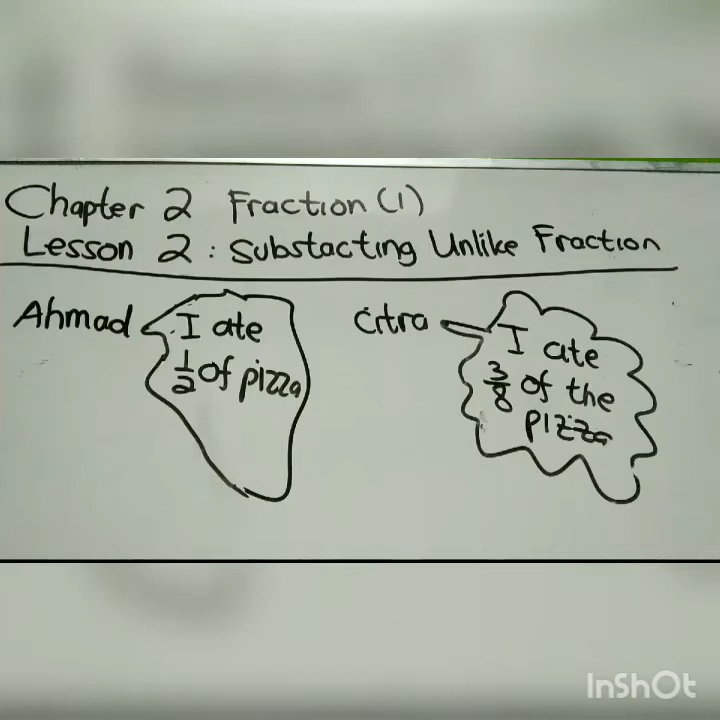 Chapter 2 Fraction (1)
Lesson 2 : Substacting Unlike Fraction
Ahmad
I ate
1/2 of pizza
Citra
I ate
3/8 of the
pizza
InShOt